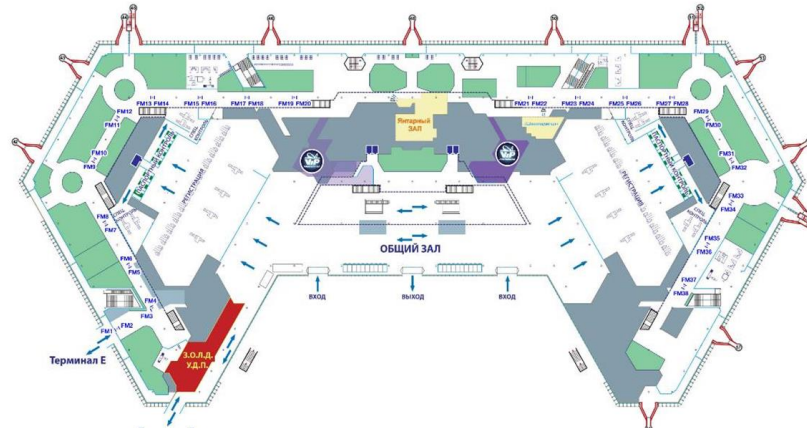 FM13 FM14
FM15 FM16
FM17 FM18
FM19 FM20
FM21 FM22
FM23 FM24
FM25 FM26
FM27 FM28
FM12
FM11
FM10
FM9
FM29
FM30
FM31
FM32
Янтарный
ЗАЛ
РЕГИСТРАЦИЯ
РЕГИСТРАЦИЯ
FM8
FM7
FM6
FM5
FM4
FM3
FM1
FM2
FM33
FM34
FM35
FM36
FM37
FM38
ОБЩИЙ ЗАЛ
ВХОД
ВЫХОД
ВХОД
Терминал Е
З.О.Л.Д.
У.Д.П.